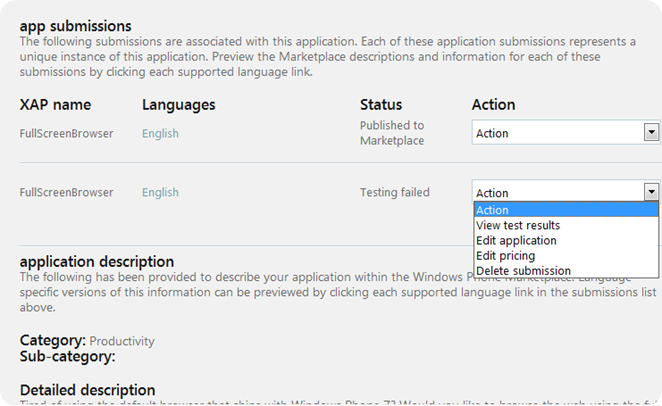 app submissions
The following submissions are associated with this application. Each of these application submissions represents a
unique instance of this application. Preview the Marketplace descriptions and information for each of these
submissions by clicking each supported language link.
XAP name Languages Status Action
FullScreenBrowser English Published to Marketplace Action
FullScreenBrowser English Testing failed Action
Action
View test results
Edit application
Edit pricing
Delete submission
application description
The following has been provided to describe your application within the Windows Phone Marketplace. Language
specific versions of this information can be previewed by clicking each supported language link in the submissions list
above.
Category: Productivity
Sub-category:
Detailed description
Tired of using the default browser that ships with Windows Phone 7? Would you like to browse the web using the